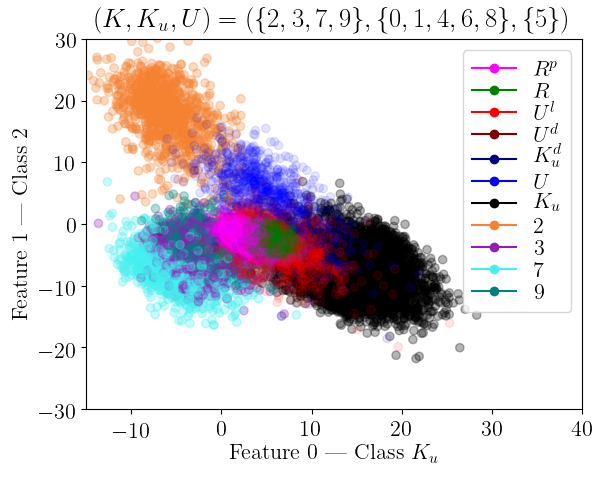 (K, K_u, U) = ({2, 3, 7, 9}, {0, 1, 4, 6, 8}, {5})
30
20
10
0
−10
−20
−30
Feature 1 — Class 2
−10
0
10
20
30
40
Feature 0 — Class K_u
R^p
R
U^l
U^d
K_u^d
U
K_u
2
3
7
9